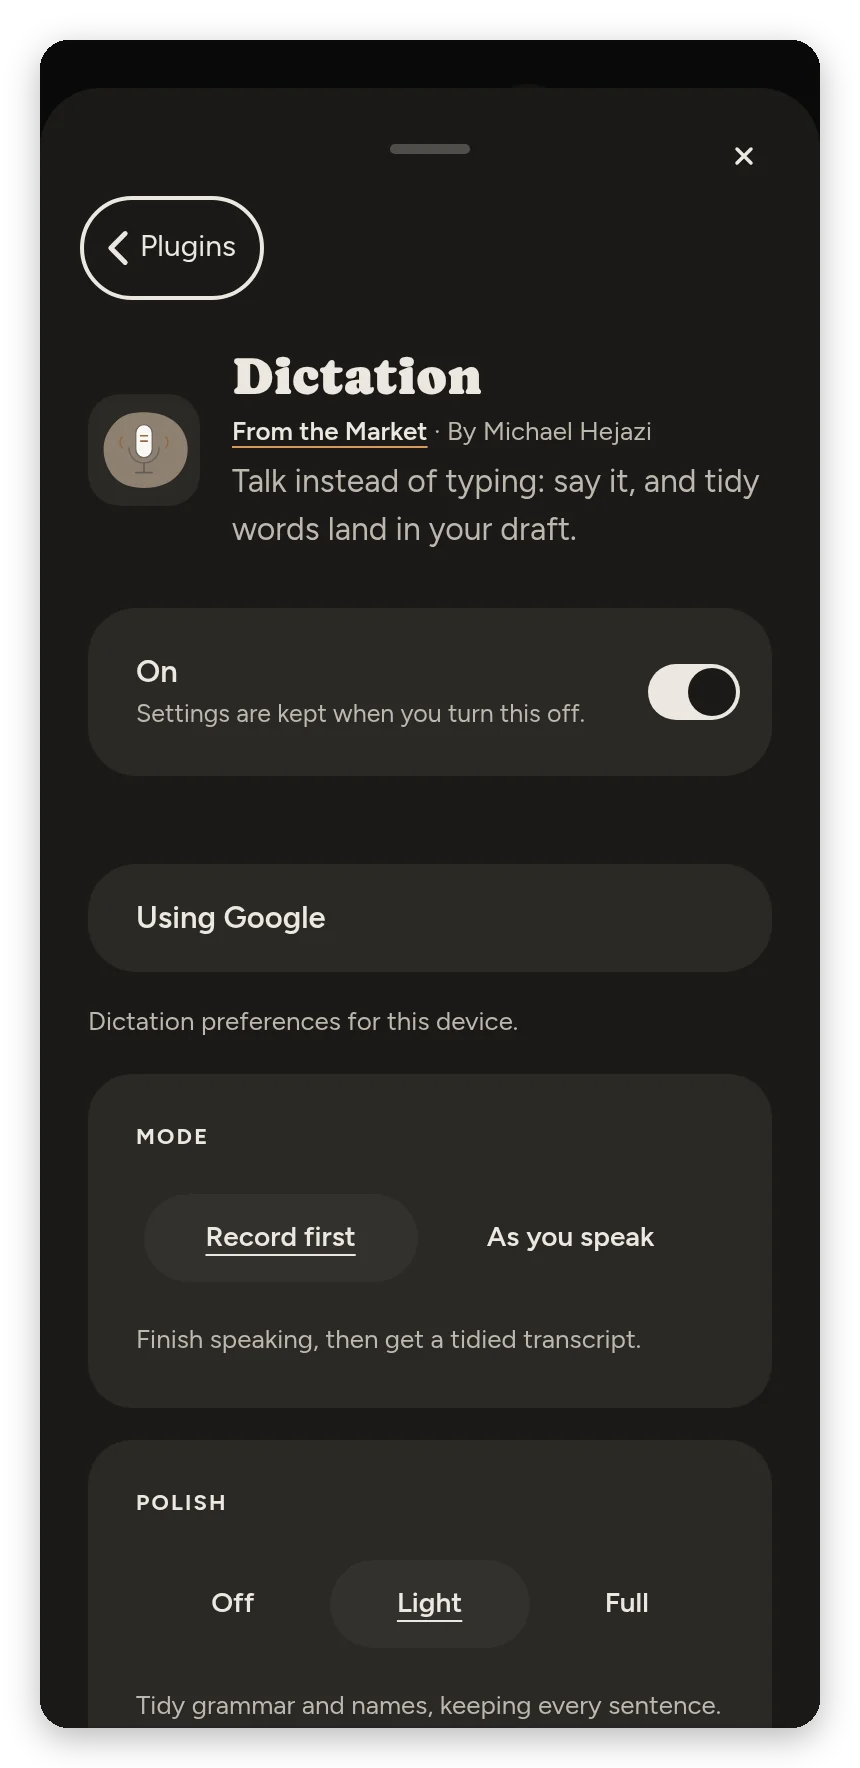 Plugins
Dictation
From the Market · By Michael Hejazi
Talk instead of typing: say it, and tidy
words land in your draft.
On
Settings are kept when you turn this off.
Using Google
Dictation preferences for this device.
MODE
Record first As you speak
Finish speaking, then get a tidied transcript.
POLISH
Off Light Full
Tidy grammar and names, keeping every sentence.